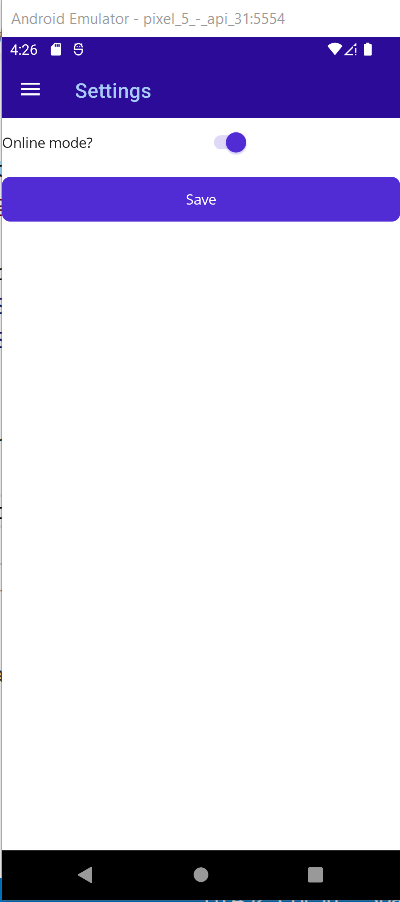 Android Emulator - pixel_5_-_api_31:5554
4:26
Settings
Online mode?
Save